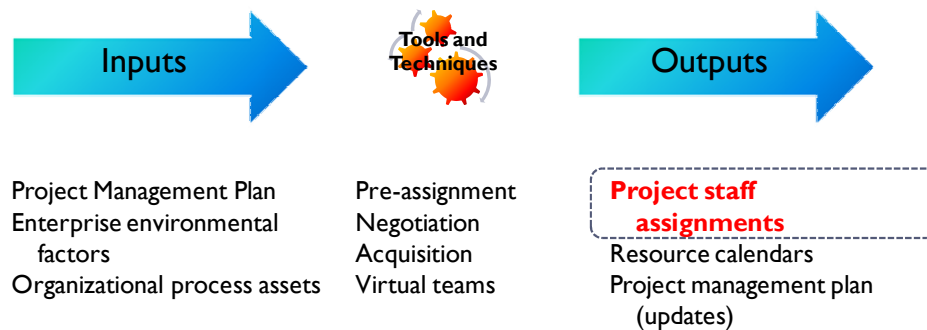 Inputs
Tools and
Techniques
Outputs
Project Management Plan
Enterprise environmental
factors
Organizational process assets
Pre-assignment
Negotiation
Acquisition
Virtual teams
Project staff
assignments
Resource calendars
Project management plan
(updates)